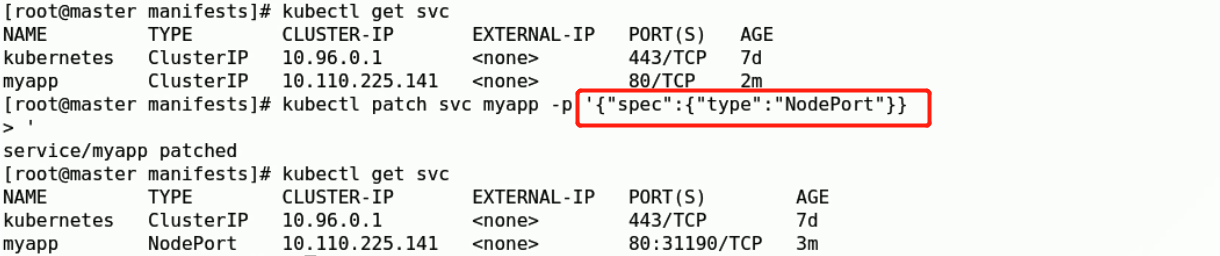 [root@master manifests]# kubectl get svc
NAME TYPE CLUSTER-IP EXTERNAL-IP PORT(S) AGE
kubernetes ClusterIP 10.96.0.1 <none> 443/TCP 7d
myapp ClusterIP 10.110.225.141 <none> 80/TCP 2m
[root@master manifests]# kubectl patch svc myapp -p '{"spec":{"type":"NodePort"}}
> '
service/myapp patched
[root@master manifests]# kubectl get svc
NAME TYPE CLUSTER-IP EXTERNAL-IP PORT(S) AGE
kubernetes ClusterIP 10.96.0.1 <none> 443/TCP 7d
myapp NodePort 10.110.225.141 <none> 80:31190/TCP 3m